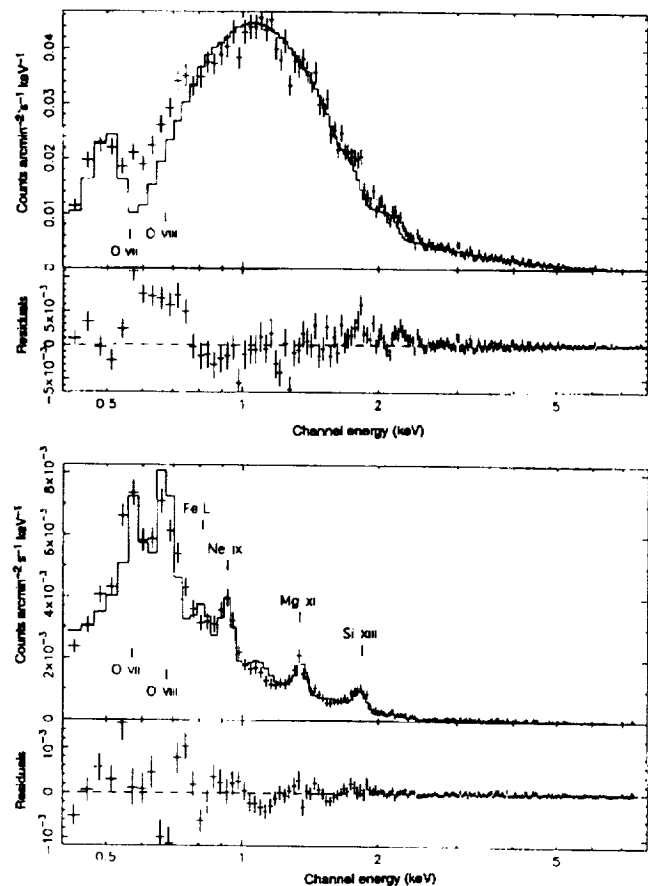 Counts arcmin⁻² s⁻¹ keV⁻¹
0.04
0.02
0.01
0
O VIII
O VII
Residuals
5×10⁻³
0
−5×10⁻³
0.5
1
2
5
Channel energy (keV)
Counts arcmin⁻² s⁻¹ keV⁻¹
8×10⁻³
6×10⁻³
4×10⁻³
2×10⁻³
0
Fe L
Ne IX
Mg XI
Si XIII
O VII
O VIII
Residuals
10⁻³
0
−10⁻³
0.5
1
2
5
Channel energy (keV)